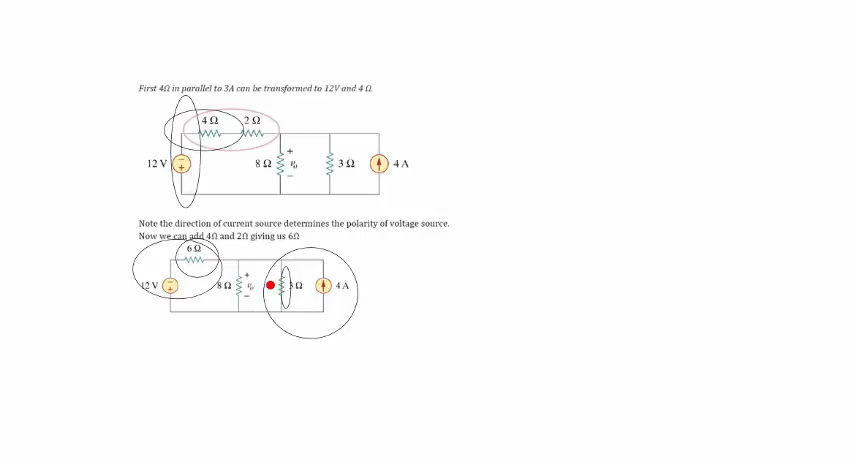 First 4Ω in parallel to 3A can be transformed to 12V and 4 Ω.
4 Ω 2 Ω
+
12 V − + 8 Ω vo 3 Ω 4 A
−
Note the direction of current source determines the polarity of voltage source.
Now we can add 4Ω and 2Ω giving us 6Ω
6 Ω
+
12 V − + 8 Ω vo 3 Ω 4 A
−